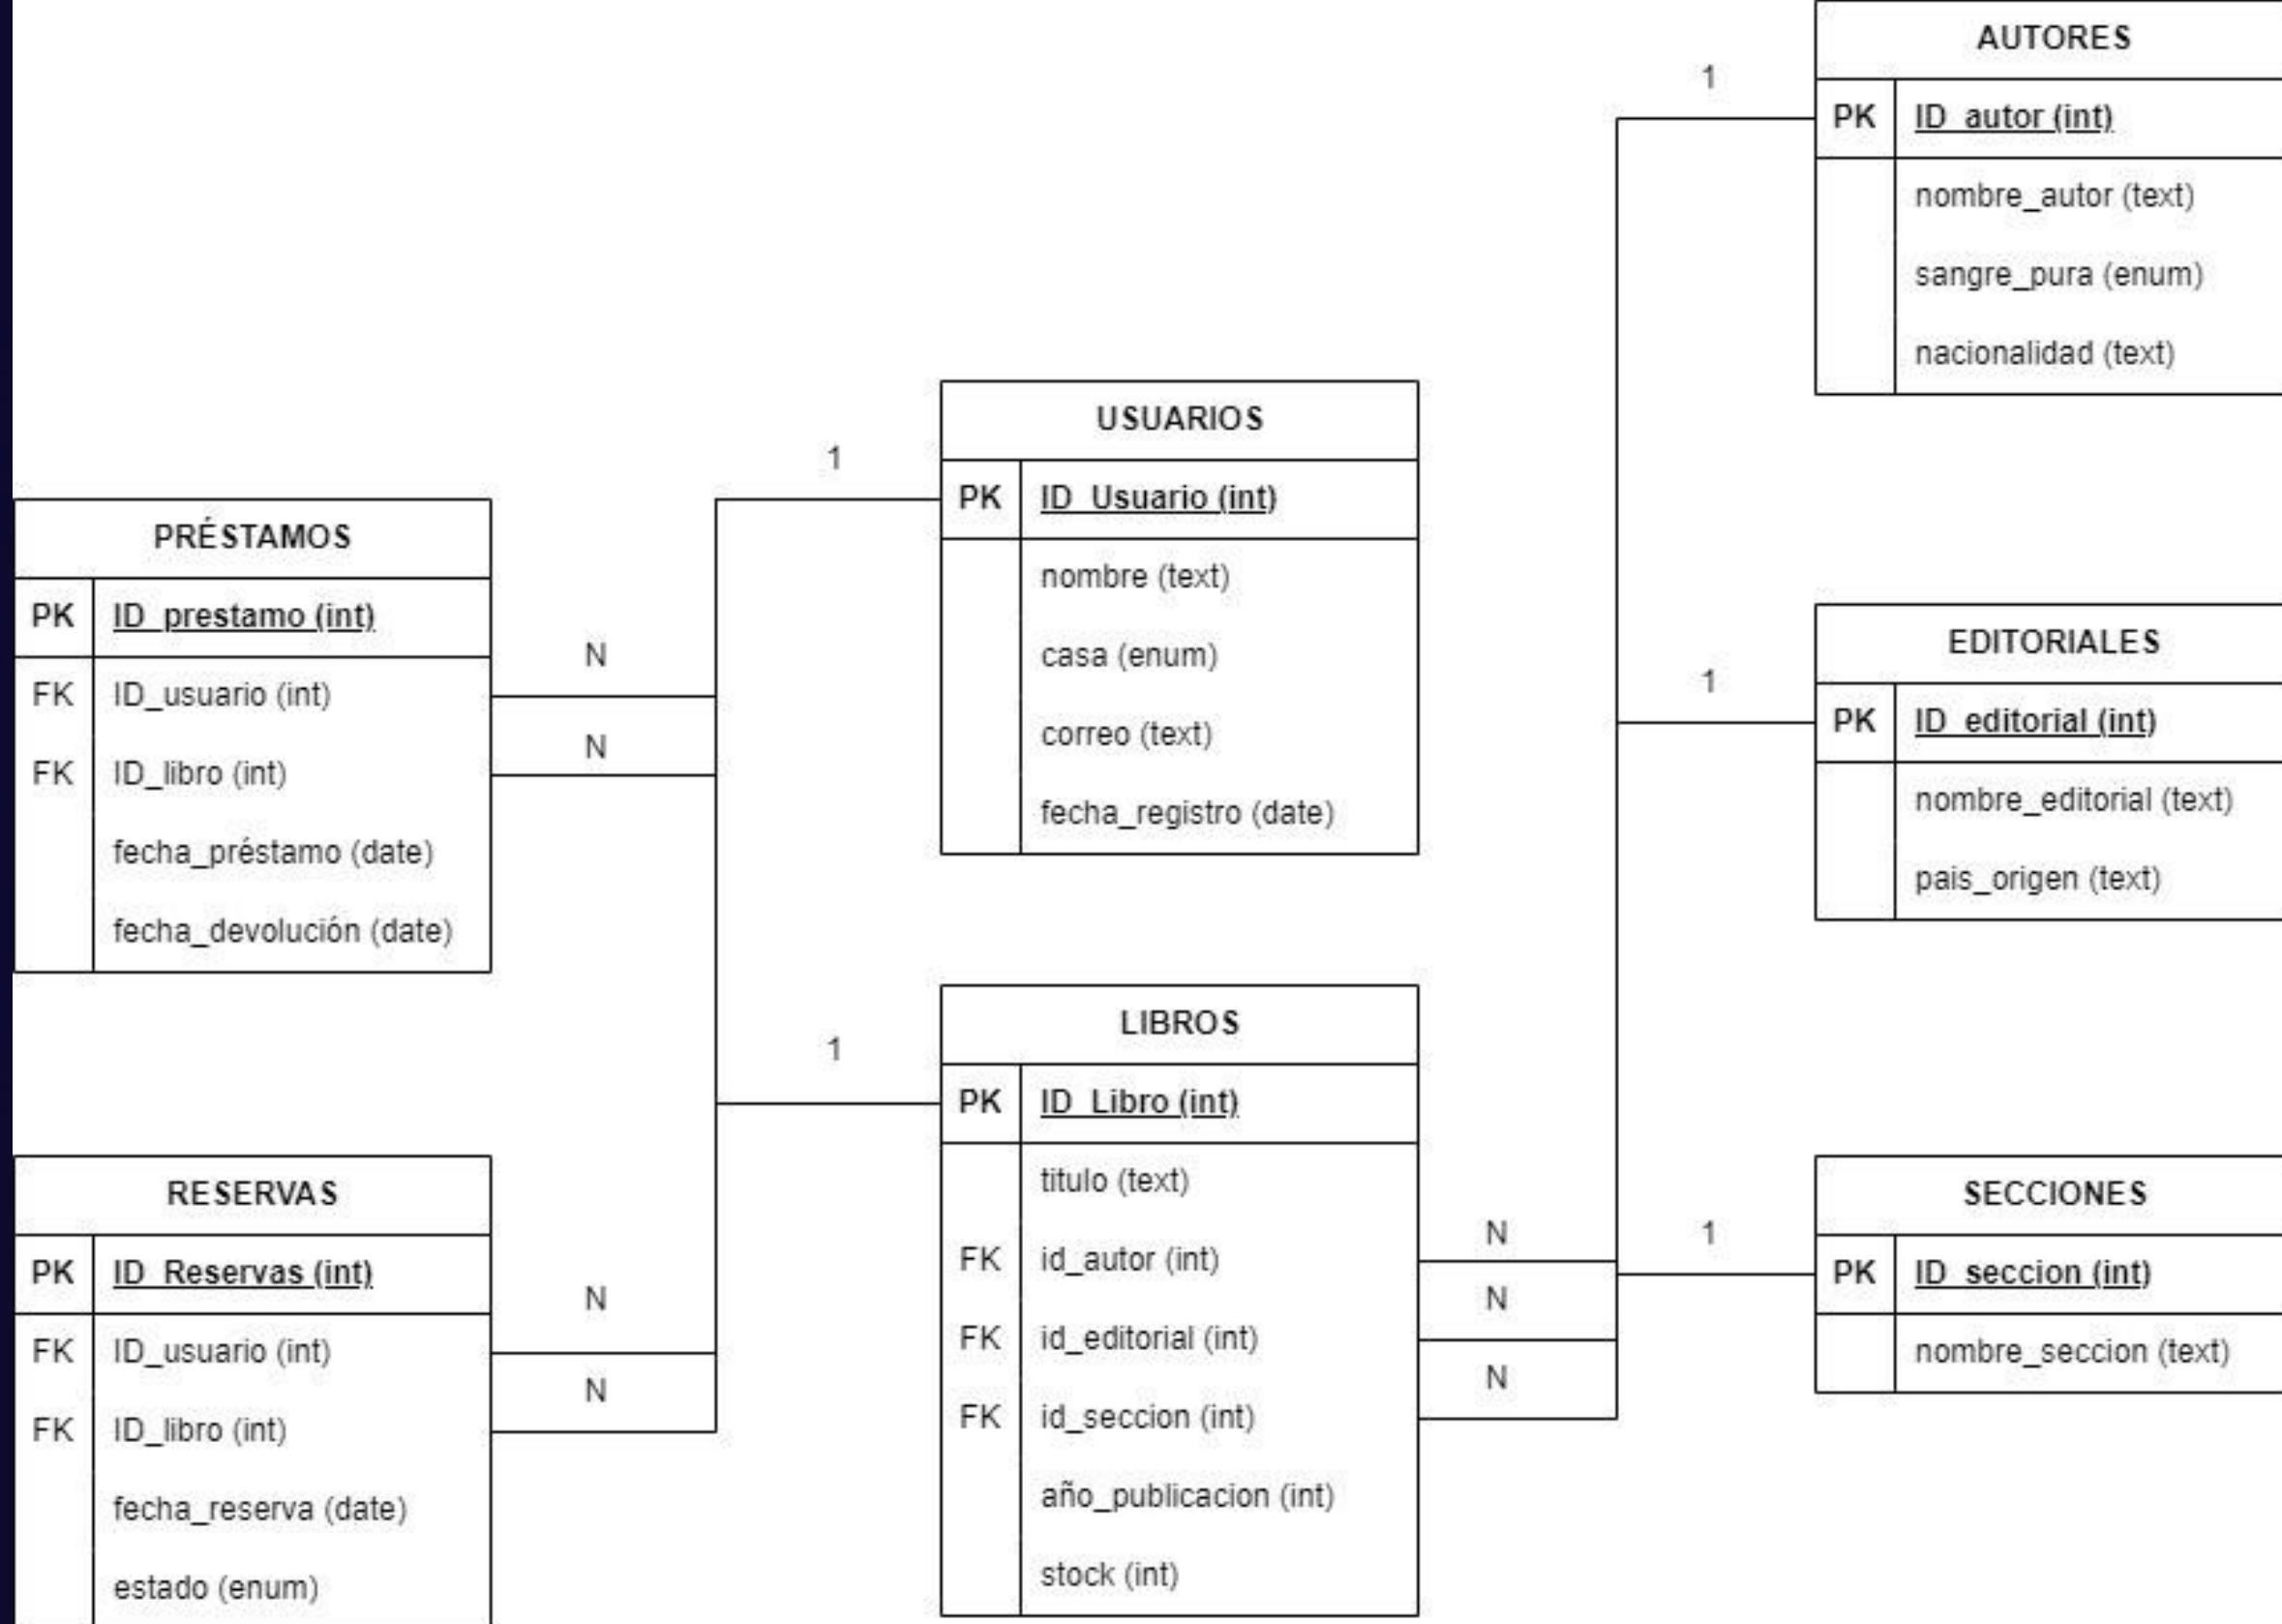 AUTORES
PK ID_autor (int)
nombre_autor (text)
sangre_pura (enum)
nacionalidad (text)
1
USUARIOS
PK ID_Usuario (int)
nombre (text)
casa (enum)
correo (text)
fecha_registro (date)
1
PRÉSTAMOS
PK ID_prestamo (int)
FK ID_usuario (int)
FK ID_libro (int)
fecha_préstamo (date)
fecha_devolución (date)
N
N
EDITORIALES
PK ID_editorial (int)
nombre_editorial (text)
pais_origen (text)
1
LIBROS
PK ID_Libro (int)
titulo (text)
FK id_autor (int)
FK id_editorial (int)
FK id_seccion (int)
año_publicacion (int)
stock (int)
1
N
N
N
RESERVAS
PK ID_Reservas (int)
FK ID_usuario (int)
FK ID_libro (int)
fecha_reserva (date)
estado (enum)
N
N
SECCIONES
PK ID_seccion (int)
nombre_seccion (text)
1